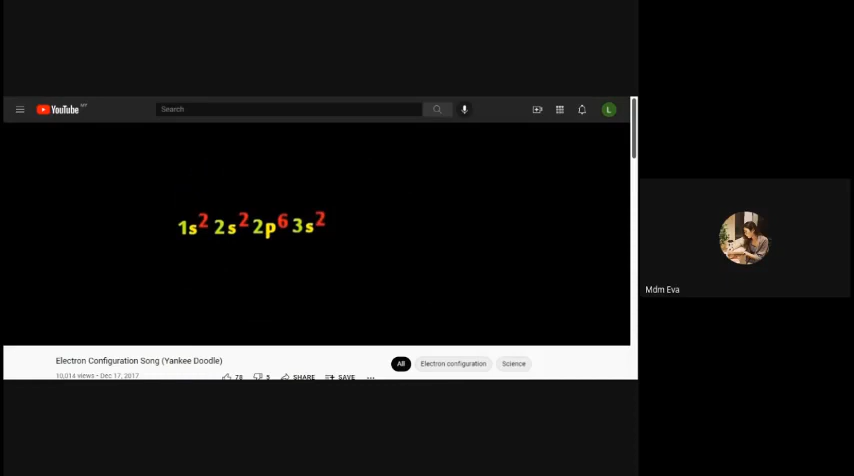 YouTube MY
Search
L
1s² 2s² 2p⁶ 3s²
Electron Configuration Song (Yankee Doodle)
10,014 views • Dec 17, 2017
78
5
SHARE
SAVE
All
Electron configuration
Science
Mdm Eva